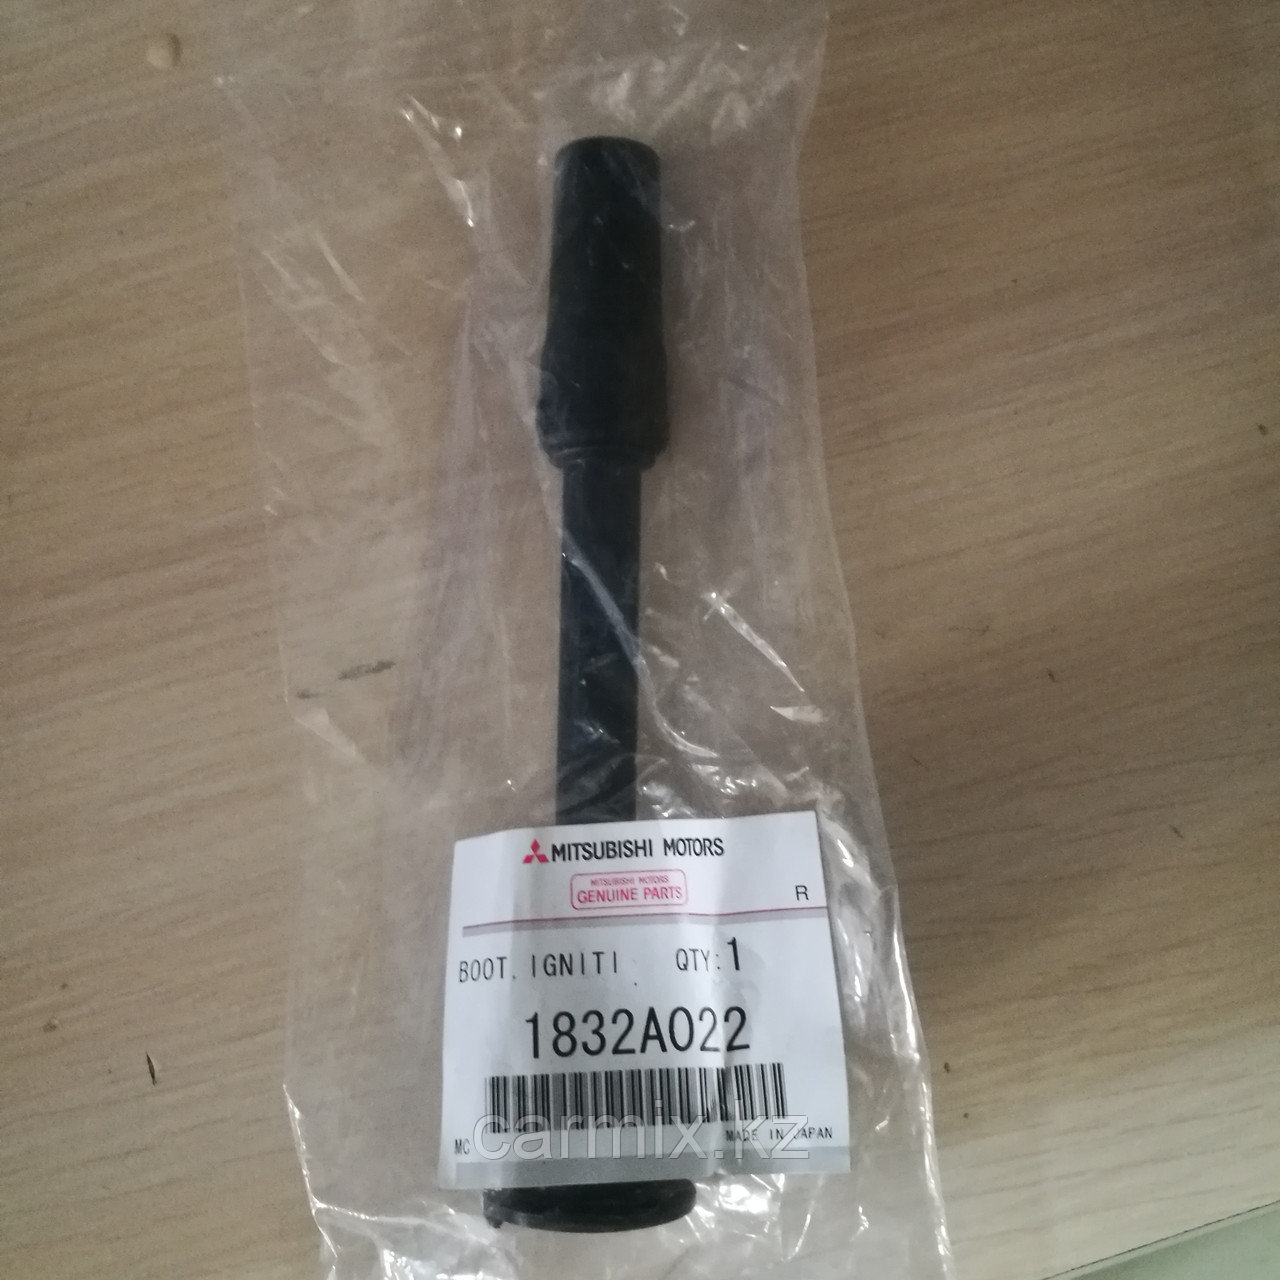 MITSUBISHI MOTORS
MITSUBISHI MOTORS
GENUINE PARTS
R
BOOT, IGNITI QTY:1
1832A022
carmix.kz
MC MADE IN JAPAN